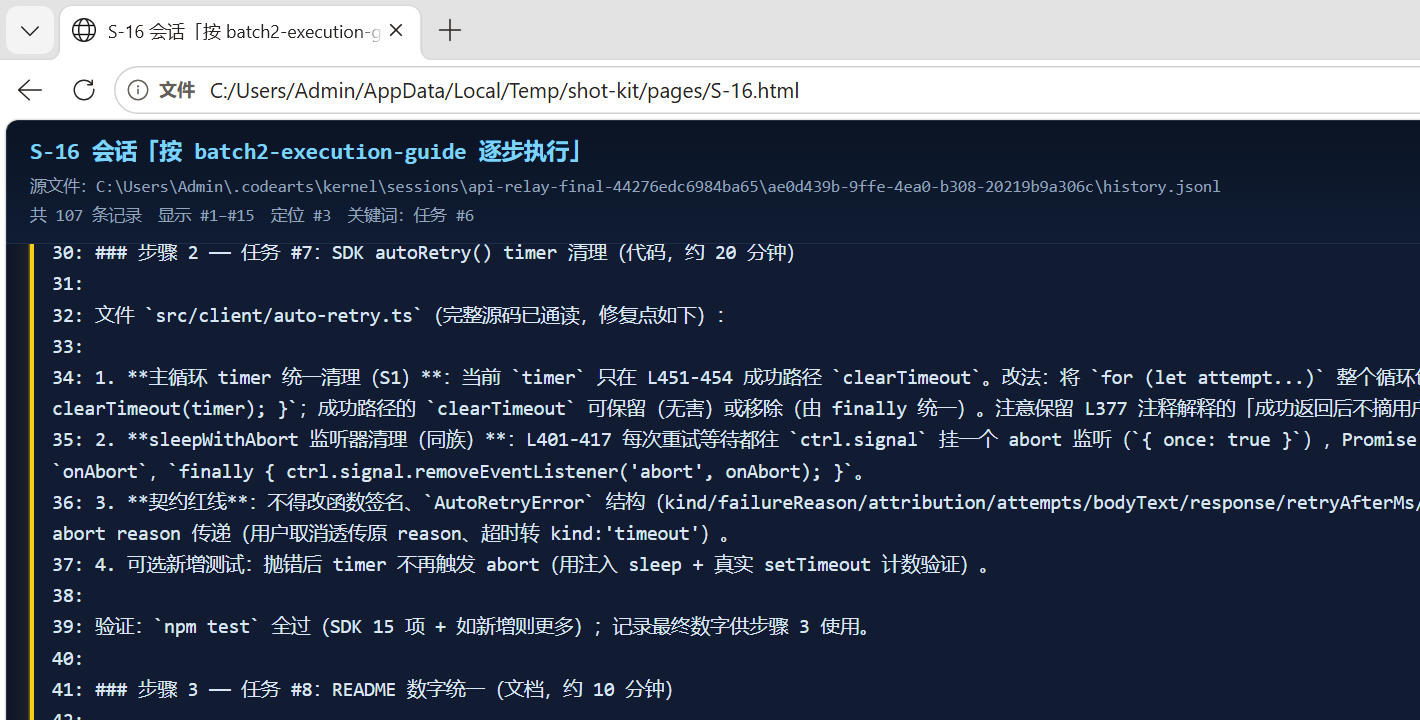 S-16 会话「按 batch2-execution-g
文件 C:/Users/Admin/AppData/Local/Temp/shot-kit/pages/S-16.html
S-16 会话「按 batch2-execution-guide 逐步执行」
源文件: C:\Users\Admin\.codearts\kernel\sessions\api-relay-final-44276edc6984ba65\ae0d439b-9ffe-4ea0-b308-20219b9a306c\history.jsonl
共 107 条记录 显示 #1–#15 定位 #3 关键词: 任务 #6
30: ### 步骤 2 —— 任务 #7: SDK autoRetry() timer 清理（代码，约 20 分钟）
31:
32: 文件 `src/client/auto-retry.ts`（完整源码已通读，修复点如下）:
33:
34: 1. **主循环 timer 统一清理（S1）**: 当前 `timer` 只在 L451-454 成功路径 `clearTimeout`。改法: 将 `for (let attempt...)` 整个循环
clearTimeout(timer); }`; 成功路径的 `clearTimeout` 可保留（无害）或移除（由 finally 统一）。注意保留 L377 注释解释的「成功返回后不摘用户
35: 2. **sleepWithAbort 监听器清理（同族）**: L401-417 每次重试等待都往 `ctrl.signal` 挂一个 abort 监听（`{ once: true }`）, Promise
`onAbort`, `finally { ctrl.signal.removeEventListener('abort', onAbort); }`。
36: 3. **契约红线**: 不得改函数签名、`AutoRetryError` 结构（kind/failureReason/attribution/attempts/bodyText/response/retryAfterMs/
abort reason 传递（用户取消透传原 reason、超时转 kind:'timeout'）。
37: 4. 可选新增测试: 抛错后 timer 不再触发 abort（用注入 sleep + 真实 setTimeout 计数验证）。
38:
39: 验证: `npm test` 全过（SDK 15 项 + 如新增则更多）; 记录最终数字供步骤 3 使用。
40:
41: ### 步骤 3 —— 任务 #8: README 数字统一（文档，约 10 分钟）